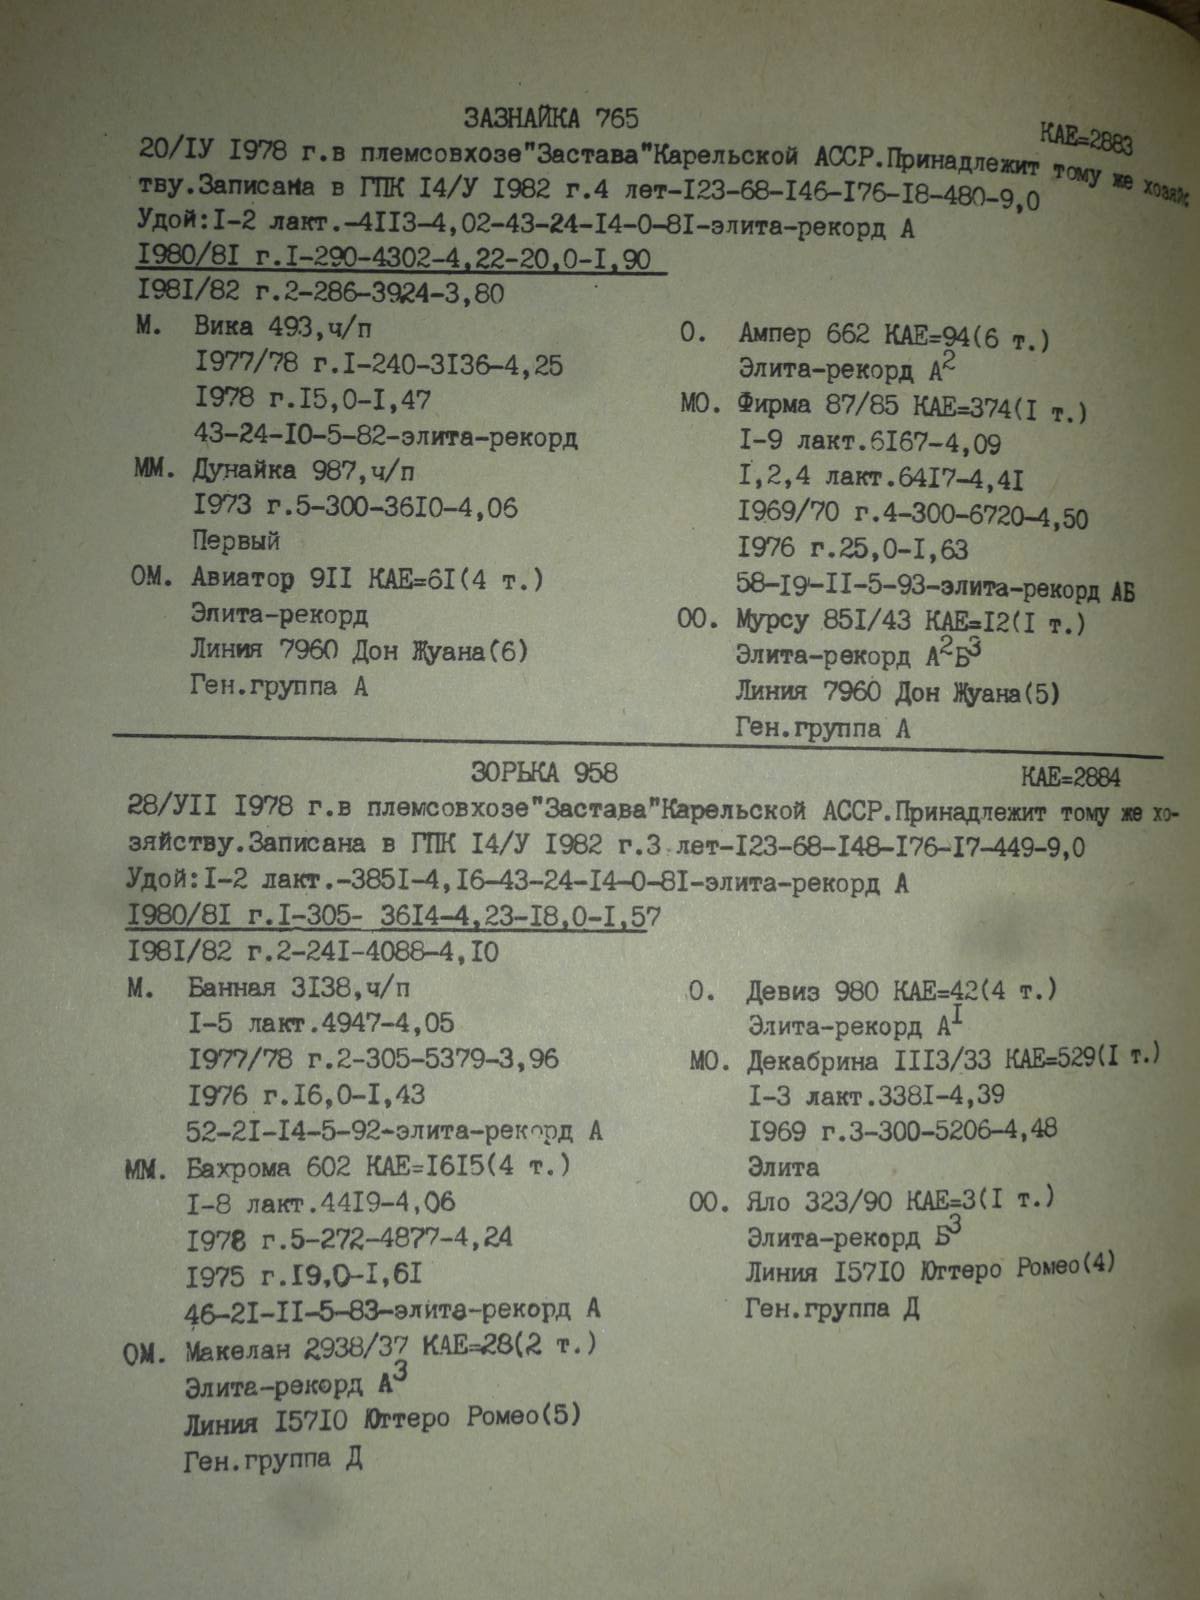 ЗАЗНАЙКА 765
КАЕ=2883
20/IУ I978 г.в племсовхозе"Застава"Карельской АССР.Принадлежит тому же хозяйс
тву.Записана в ГПК I4/У I982 г.4 лет-I23-68-I46-I76-I8-480-9,0
Удой:I-2 лакт.-4II3-4,02-43-24-I4-0-8I-элита-рекорд А
I980/8I г.I-290-4302-4,22-20,0-I,90
I98I/82 г.2-286-3924-3,80
М. Вика 493,ч/п
I977/78 г.I-240-3I36-4,25
I978 г.I5,0-I,47
43-24-I0-5-82-элита-рекорд
ММ. Дунайка 987,ч/п
I973 г.5-300-36I0-4,06
Первый
ОМ. Авиатор 9II КАЕ=6I(4 т.)
Элита-рекорд
Линия 7960 Дон Жуана(6)
Ген.группа А
О. Ампер 662 КАЕ=94(6 т.)
Элита-рекорд А²
МО. Фирма 87/85 КАЕ=374(I т.)
I-9 лакт.6I67-4,09
I,2,4 лакт.64I7-4,4I
I969/70 г.4-300-6720-4,50
I976 г.25,0-I,63
58-I9-II-5-93-элита-рекорд АБ
ОО. Мурсу 85I/43 КАЕ=I2(I т.)
Элита-рекорд А²Б³
Линия 7960 Дон Жуана(5)
Ген.группа А
ЗОРЬКА 958
КАЕ=2884
28/УII I978 г.в племсовхозе"Застава"Карельской АССР.Принадлежит тому же хо-
зяйству.Записана в ГПК I4/У I982 г.3 лет-I23-68-I48-I76-I7-449-9,0
Удой:I-2 лакт.-385I-4,I6-43-24-I4-0-8I-элита-рекорд А
I980/8I г.I-305- 36I4-4,23-I8,0-I,57
I98I/82 г.2-24I-4088-4,I0
М. Банная 3I38,ч/п
I-5 лакт.4947-4,05
I977/78 г.2-305-5379-3,96
I976 г.I6,0-I,43
52-2I-I4-5-92-элита-рекорд А
ММ. Бахрома 602 КАЕ=I6I5(4 т.)
I-8 лакт.44I9-4,06
I978 г.5-272-4877-4,24
I975 г.I9,0-I,6I
46-2I-II-5-83-элита-рекорд А
ОМ. Макелан 2938/37 КАЕ=28(2 т.)
Элита-рекорд А³
Линия I57I0 Юттеро Ромео(5)
Ген.группа Д
О. Девиз 980 КАЕ=42(4 т.)
Элита-рекорд Аᴵ
МО. Декабрина III3/33 КАЕ=529(I т.)
I-3 лакт.338I-4,39
I969 г.3-300-5206-4,48
Элита
ОО. Яло 323/90 КАЕ=3(I т.)
Элита-рекорд Б³
Линия I57I0 Юттеро Ромео(4)
Ген.группа Д